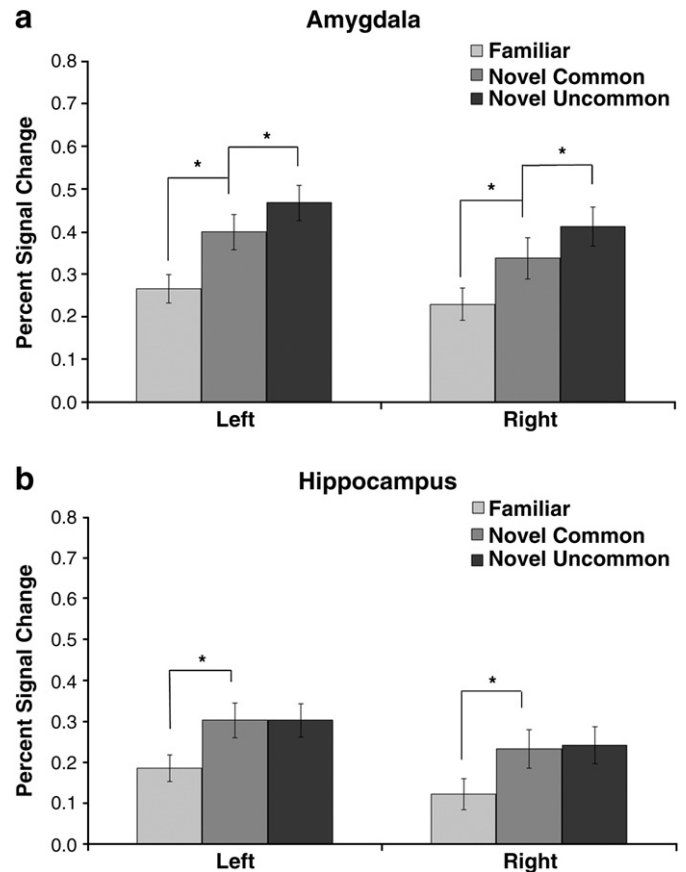 a
Amygdala
Familiar
Novel Common
Novel Uncommon
Percent Signal Change
0.8
0.7
0.6
0.5
0.4
0.3
0.2
0.1
0.0
*
*
*
*
Left
Right
b
Hippocampus
Familiar
Novel Common
Novel Uncommon
Percent Signal Change
0.8
0.7
0.6
0.5
0.4
0.3
0.2
0.1
0.0
*
*
Left
Right